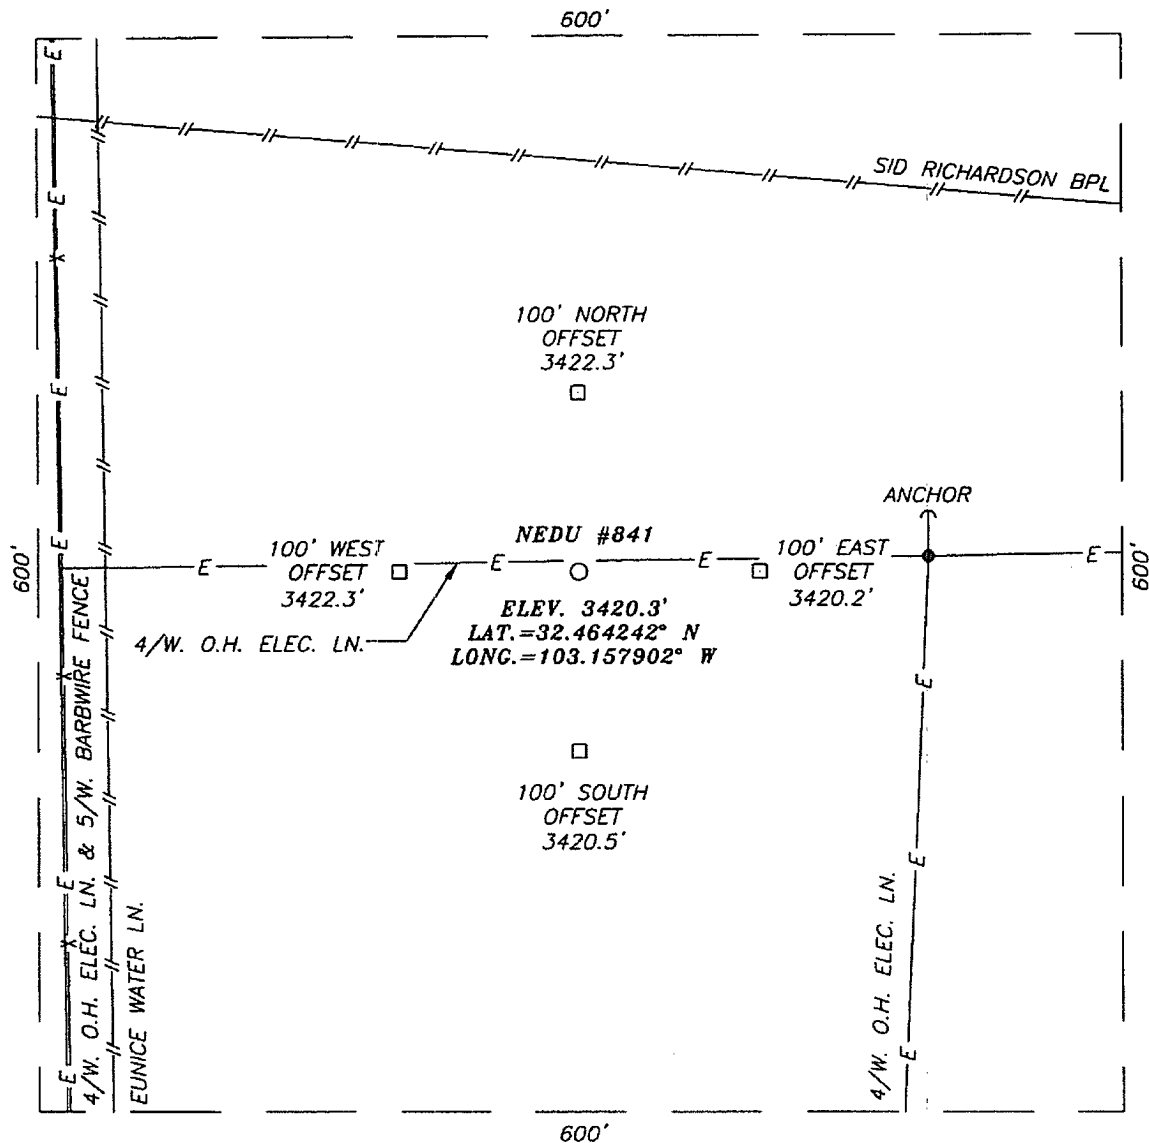 600'
SID RICHARDSON BPL
100' NORTH
OFFSET
3422.3'
ANCHOR
NEDU #841
100' WEST
OFFSET
3422.3'
100' EAST
OFFSET
3420.2'
600'
600'
ELEV. 3420.3'
LAT.=32.464242° N
LONG.=103.157902° W
4/W. O.H. ELEC. LN.
100' SOUTH
OFFSET
3420.5'
4/W. O.H. ELEC. LN. & 5/W. BARBWIRE FENCE
EUNICE WATER LN.
4/W. O.H. ELEC. LN.
E
E
E
E
E
E
E
E
E
E
E
E
E
E
600'